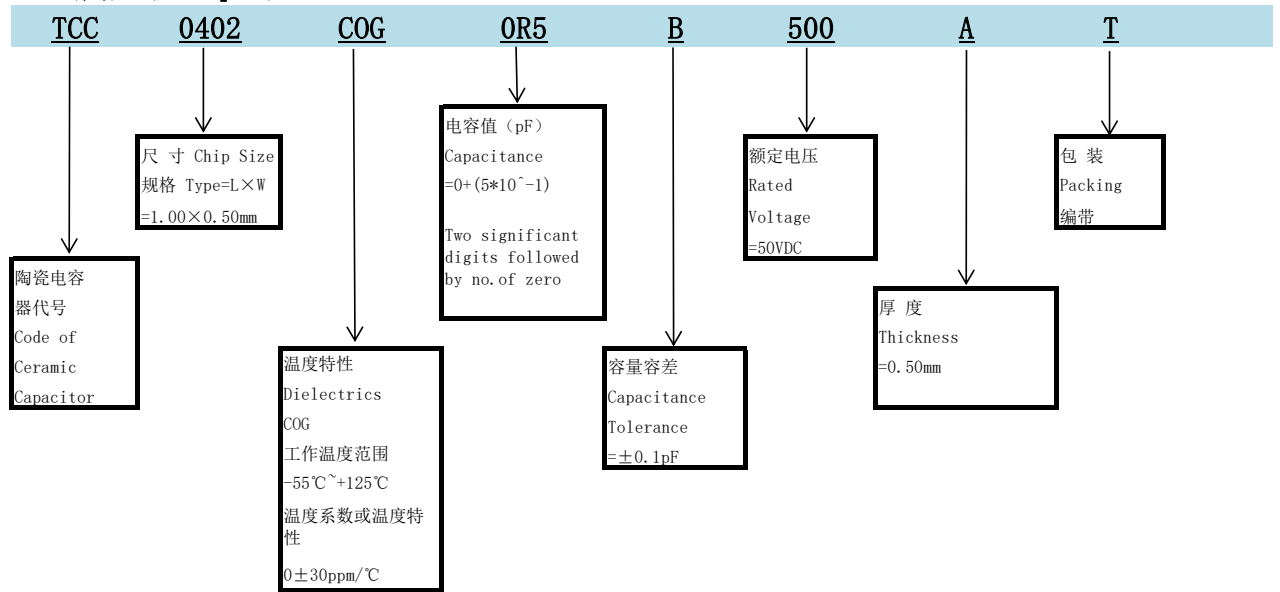 TCC 0402 COG 0R5 B 500 A T
陶瓷电容
器代号
Code of
Ceramic
Capacitor
尺 寸 Chip Size
规格 Type=L×W
=1.00×0.50mm
温度特性
Dielectrics
COG
工作温度范围
-55℃~+125℃
温度系数或温度特
性
0±30ppm/℃
电容值（pF）
Capacitance
=0+(5*10^-1)
Two significant
digits followed
by no.of zero
容量容差
Capacitance
Tolerance
=±0.1pF
额定电压
Rated
Voltage
=50VDC
厚 度
Thickness
=0.50mm
包 装
Packing
编带